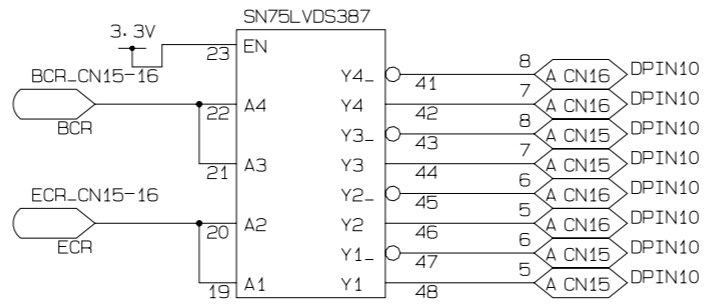 SN75LVDS387
3.3V
23 EN
BCR_CN15-16
8 DPIN10
Y4_ 41 A CN16
7 DPIN10
22 A4 Y4 42 A CN16
BCR
8 DPIN10
Y3_ 43 A CN15
7 DPIN10
21 A3 Y3 44 A CN15
ECR_CN15-16
6 DPIN10
Y2_ 45 A CN16
5 DPIN10
20 A2 Y2 46 A CN16
ECR
6 DPIN10
Y1_ 47 A CN15
5 DPIN10
19 A1 Y1 48 A CN15